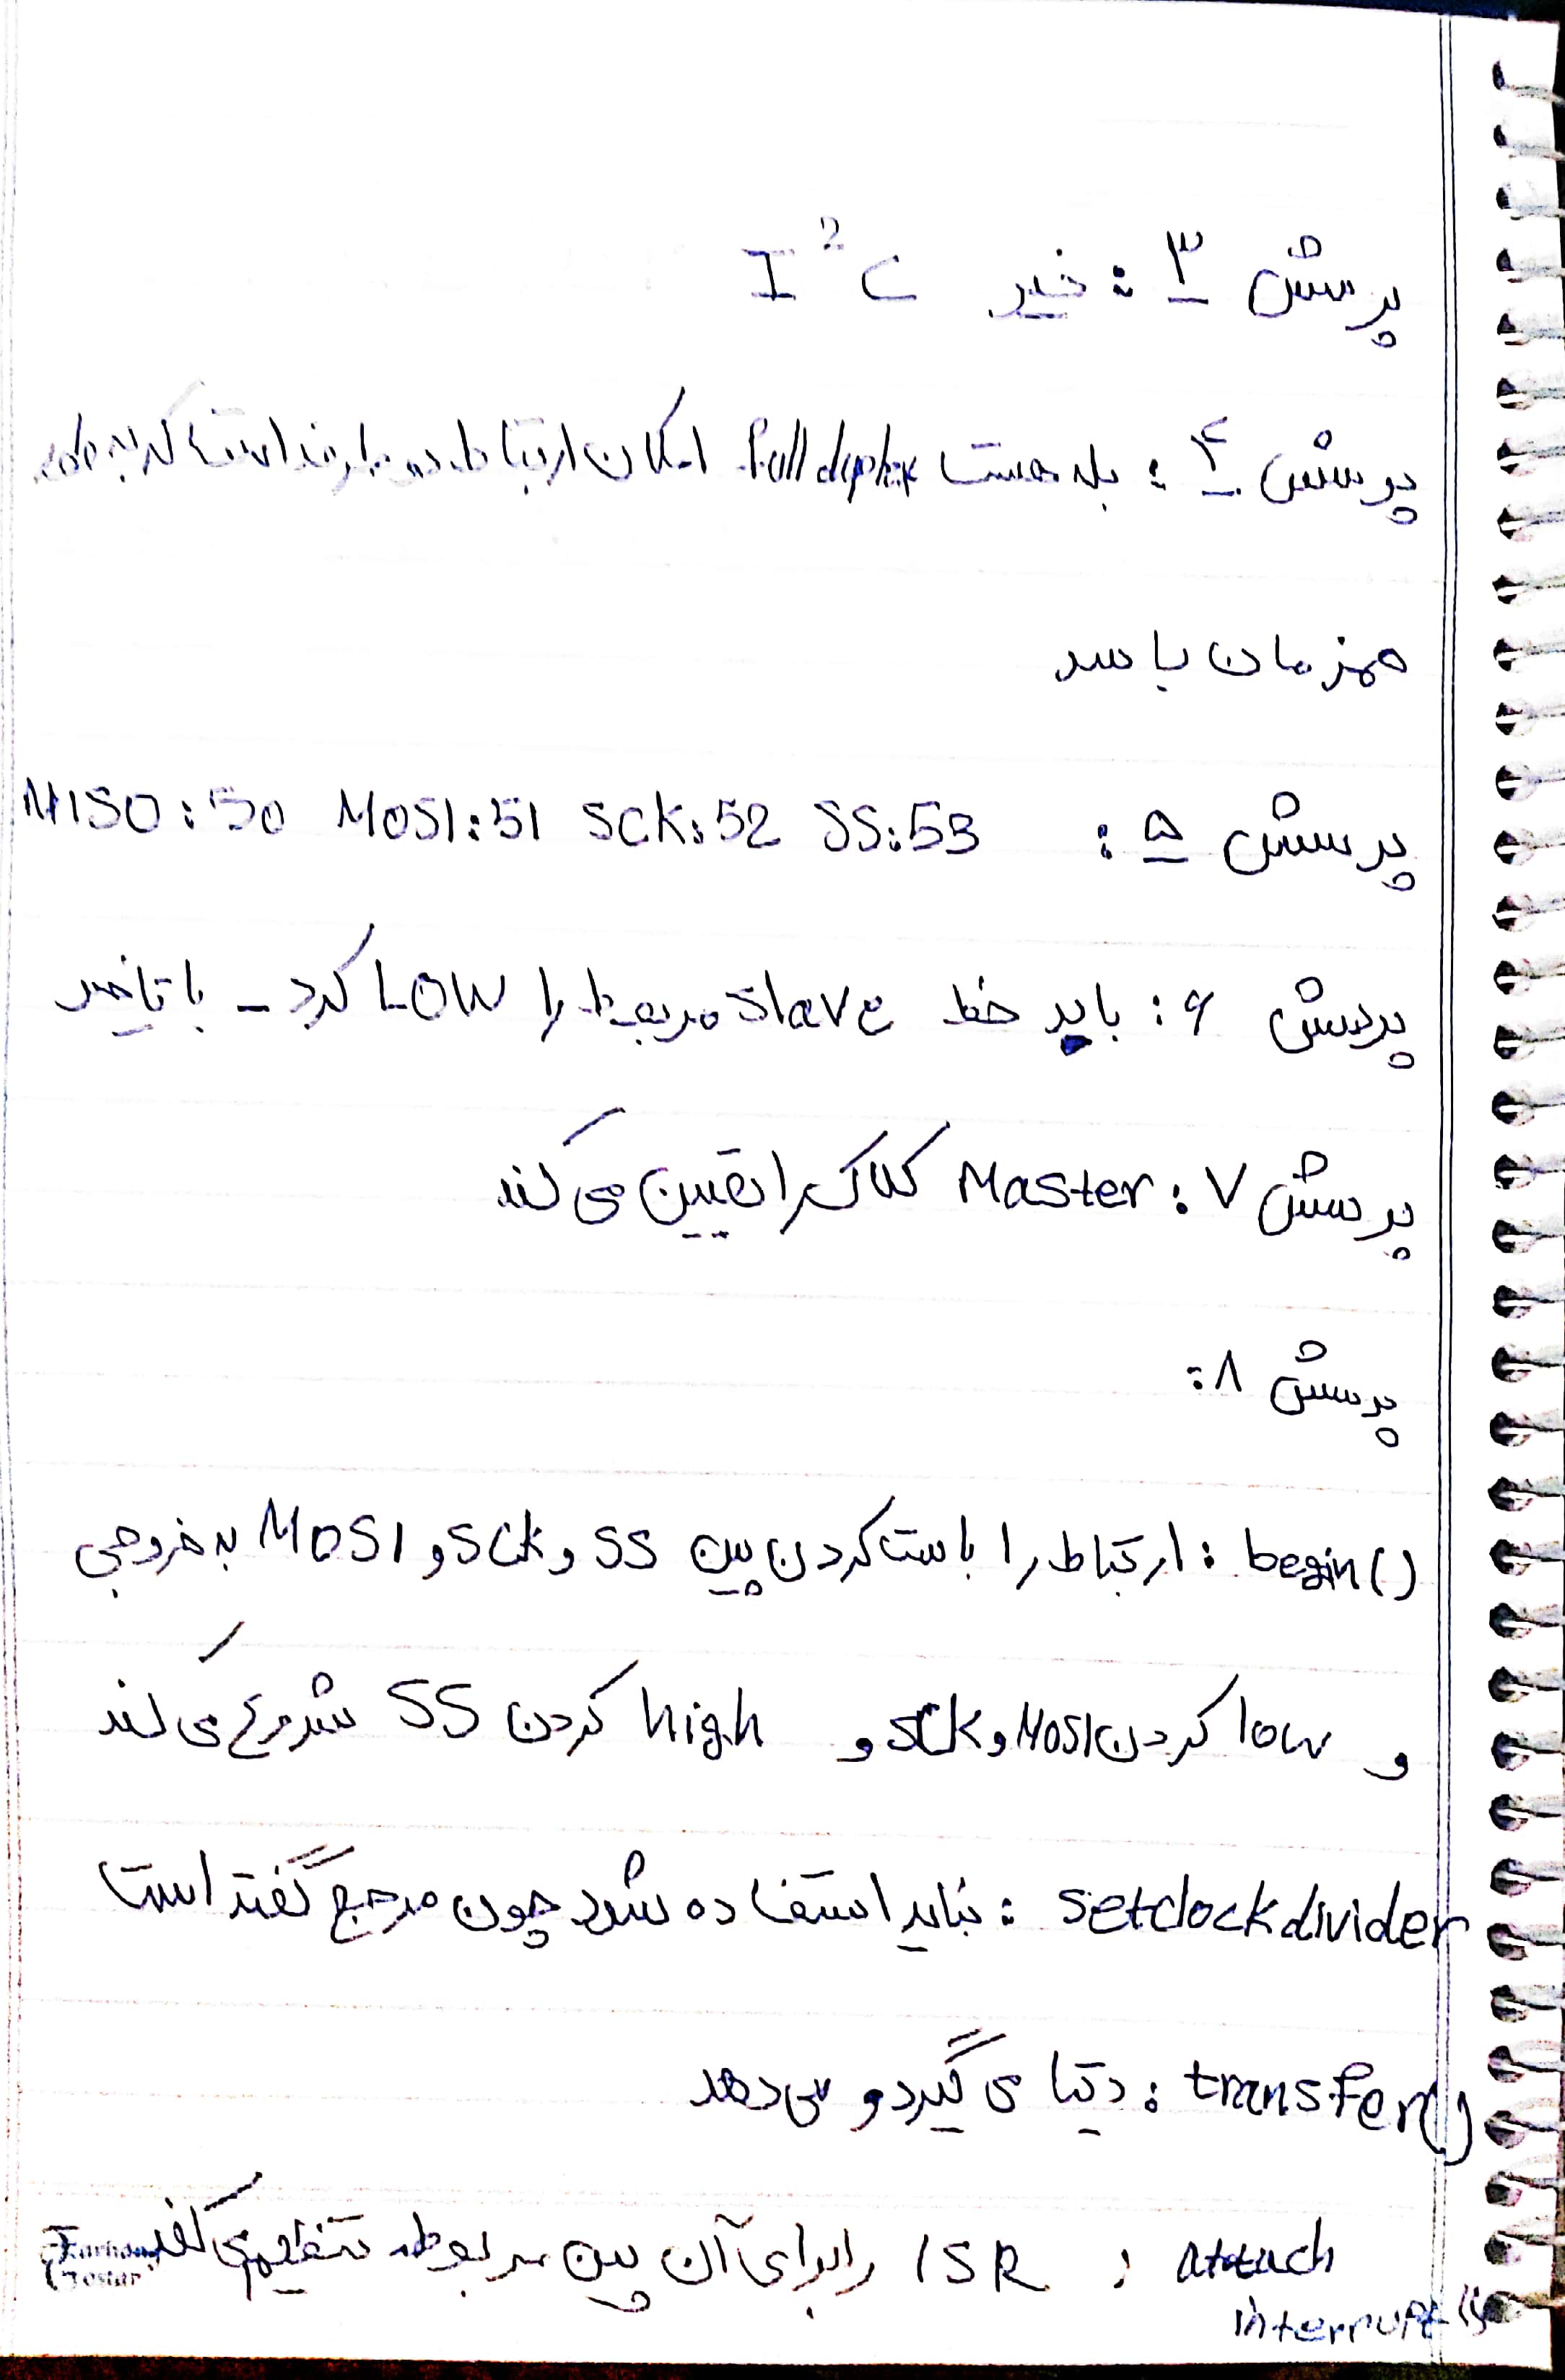 پرسش ۳ : خیر I²C
پرسش ۴ : بله هست full duplex امکان ارتباط دو طرفه است که به طور
همزمان باسد
پرسش ۵ : MISO:50 MOSI:51 SCK:52 SS:53
پرسش ۶ : باید خط slave مربوط را LOW کرد - با تاخیر
پرسش ۷ : Master کلاک را تعیین می کند
پرسش ۸ :
begin() : ارتباط را با ست کردن پین SS و SCK و MOSI به خروجی
و low کردن MOSI و SCK و high کردن SS شروع می کند
setclockdivider : نباید استفاده شود چون مرجع گفته است
transfer() : دیتا می گیرد و می دهد
attach : ISR را برای آن پین مربوطه تنظیم می کند
interrupt()